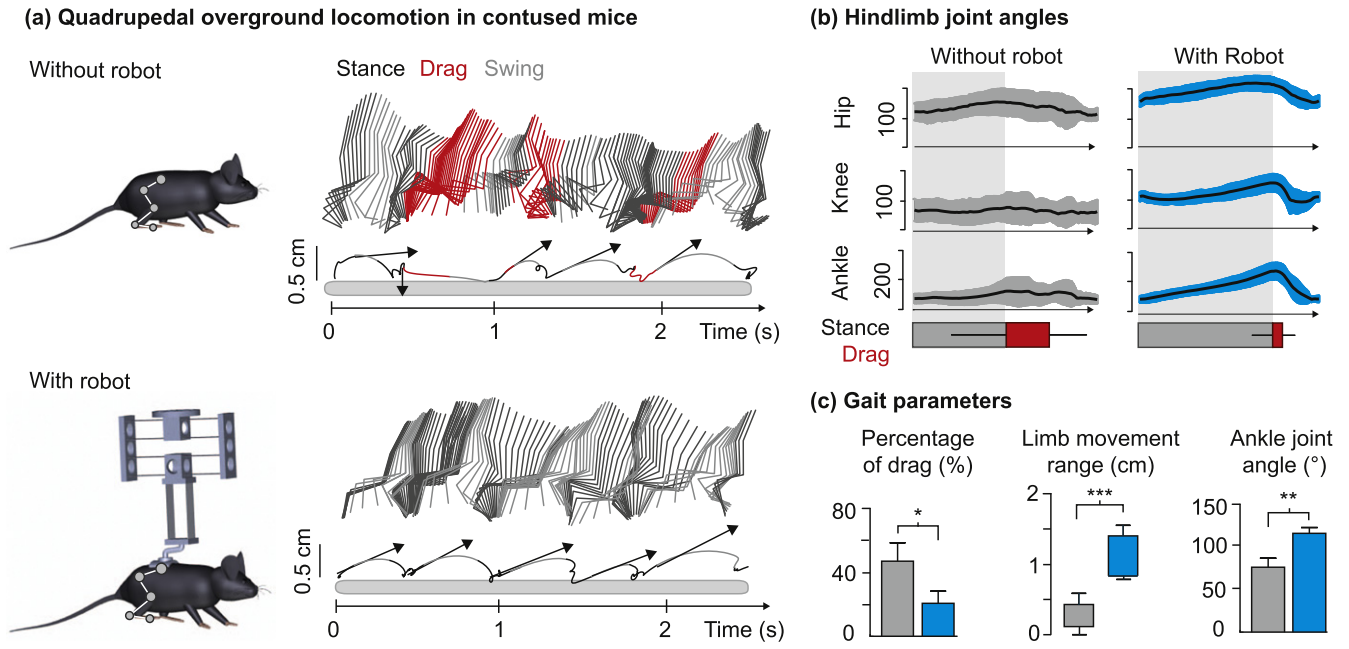 (a) Quadrupedal overground locomotion in contused mice
Without robot
Stance Drag Swing
0.5 cm
0 1 2 Time (s)
With robot
0.5 cm
0 1 2 Time (s)
(b) Hindlimb joint angles
Without robot With Robot
Hip
100
Knee
100
Ankle
200
Stance
Drag
(c) Gait parameters
Percentage
of drag (%)
80
40
0
*
Limb movement
range (cm)
2
1
0
***
Ankle joint
angle (°)
150
100
50
0
**